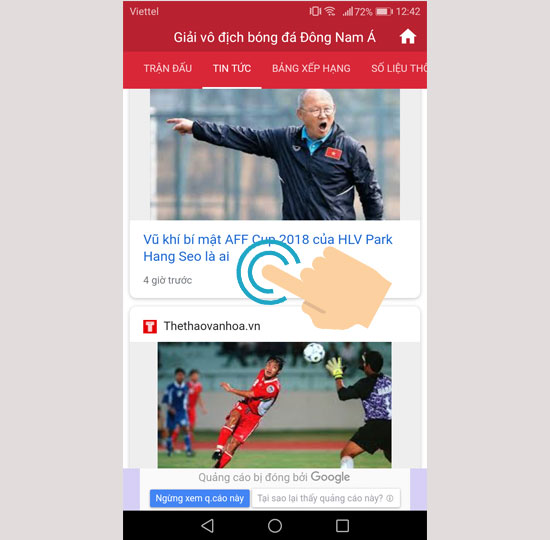 Viettel 72% 12:42
Giải vô địch bóng đá Đông Nam Á
TRẬN ĐẤU TIN TỨC BẢNG XẾP HẠNG SỐ LIỆU THỐ
Vũ khí bí mật AFF Cup 2018 của HLV Park
Hang Seo là ai
4 giờ trước
T Thethaovanhoa.vn
Quảng cáo bị đóng bởi Google
Ngừng xem q.cáo này Tại sao lại thấy quảng cáo này?